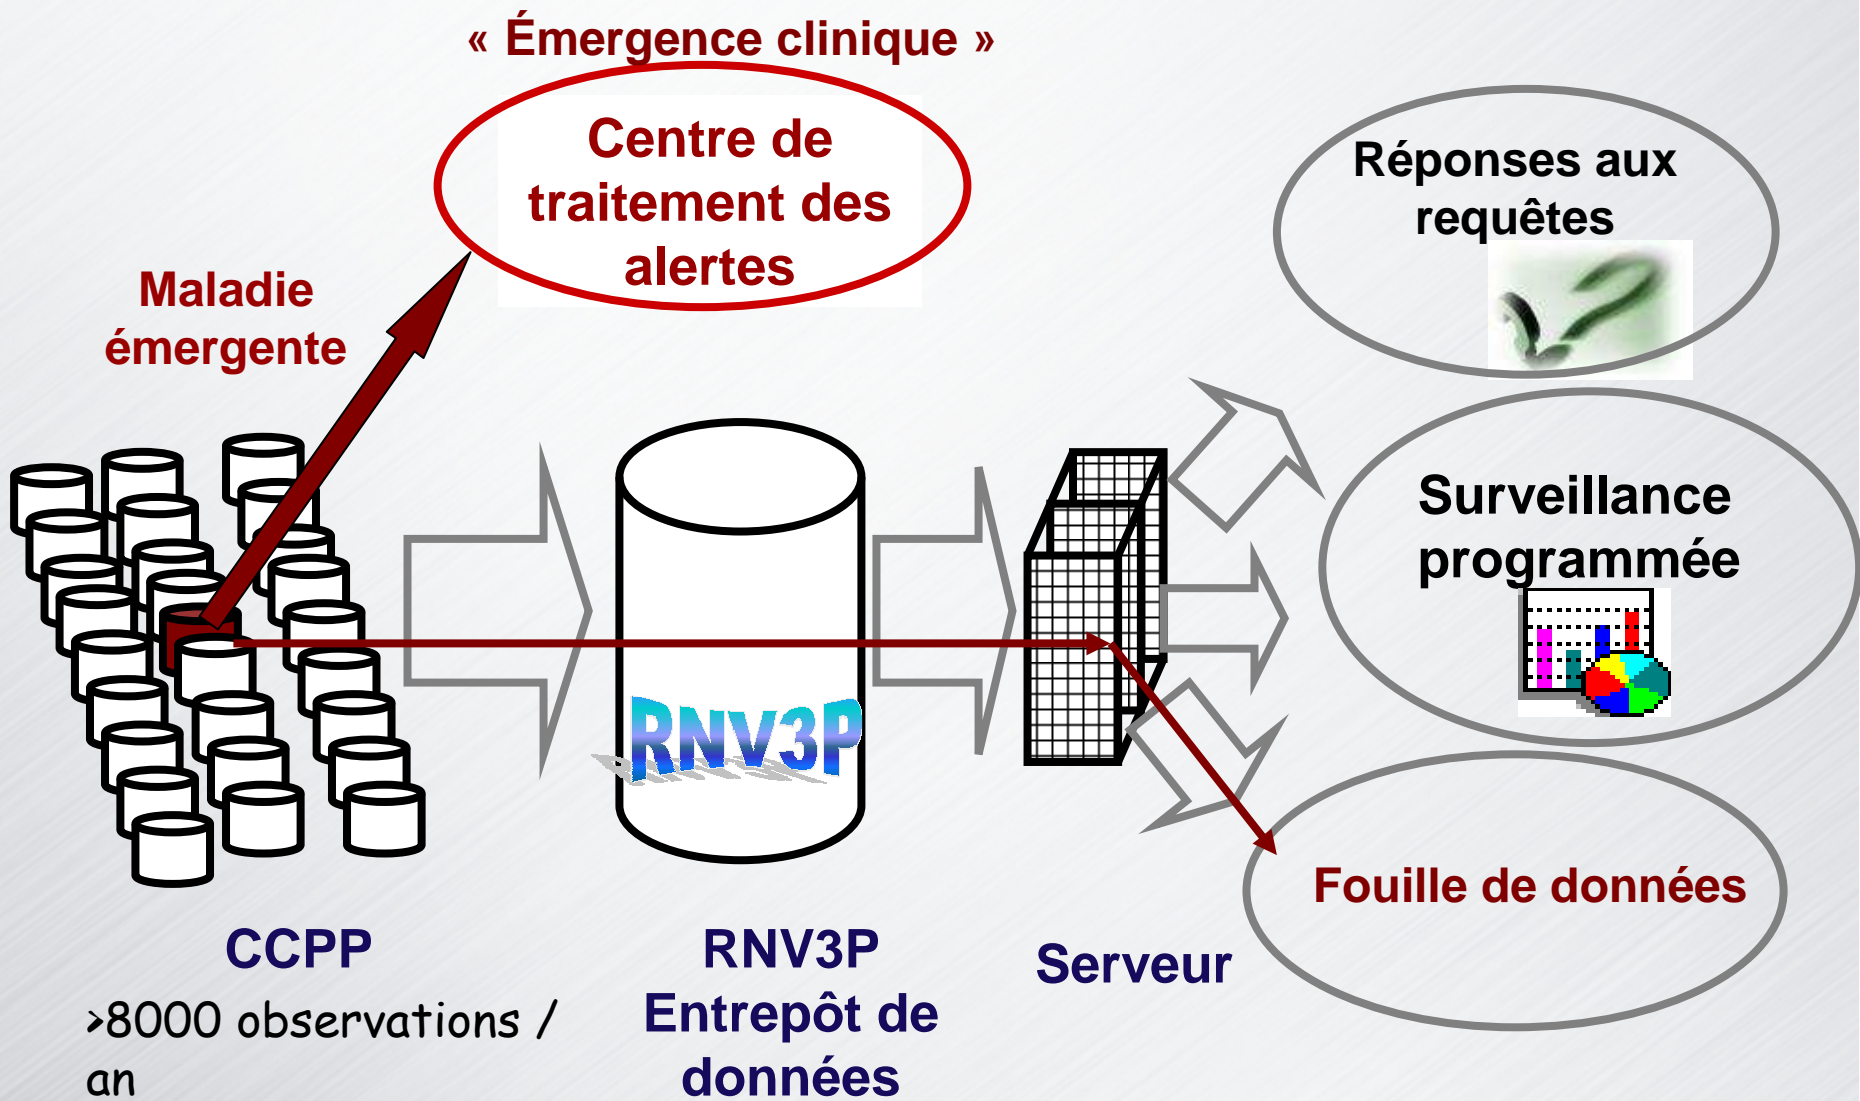 « Émergence clinique »
Centre de
traitement des
alertes
Réponses aux
requêtes
Maladie
émergente
Surveillance
programmée
RNV3P
Fouille de données
CCPP
>8000 observations /
an
RNV3P
Entrepôt de
données
Serveur